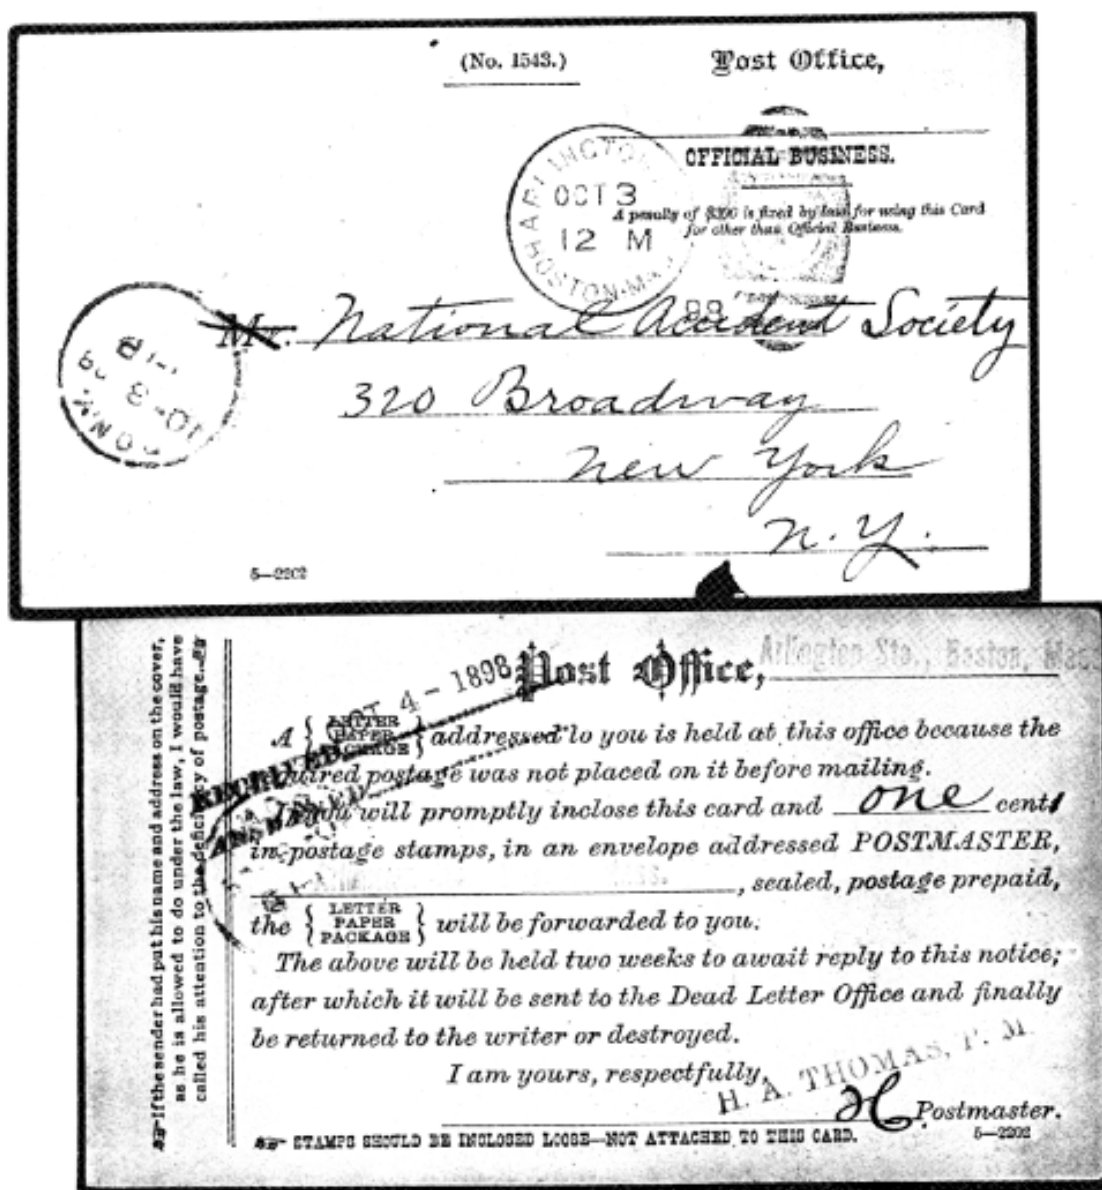 (No. 1543.)
Post Office,
OFFICIAL BUSINESS.
A penalty of $300 is fixed by law for using this Card
for other than Official Business.
ARLINGTON
OCT 3
12 M
BOSTON·MA
98
Mr. National Accident Society
320 Broadway
New York
N. Y.
5—2202
If the sender had put his name and address on the cover,
as he is allowed to do under the law, I would have
called his attention to the deficiency of postage.
Post Office, Arlington Sta., Boston, Mass
4 - 1898
RECEIVED
A { LETTER PAPER PACKAGE } addressed to you is held at this office because the
required postage was not placed on it before mailing.
If you will promptly inclose this card and one cent
in postage stamps, in an envelope addressed POSTMASTER,
, sealed, postage prepaid,
the { LETTER PAPER PACKAGE } will be forwarded to you.
The above will be held two weeks to await reply to this notice;
after which it will be sent to the Dead Letter Office and finally
be returned to the writer or destroyed.
I am yours, respectfully,
H. A. THOMAS, P. M.
Postmaster.
STAMPS SHOULD BE INCLOSED LOOSE—NOT ATTACHED TO THIS CARD.
5—2202